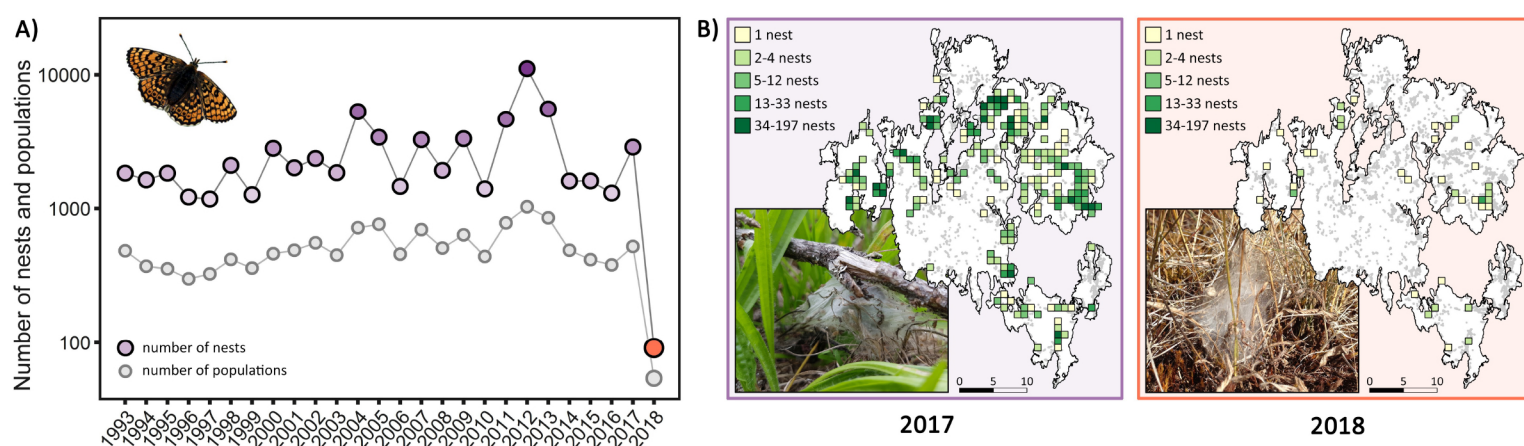 A)
Number of nests and populations
10000
1000
100
number of nests
number of populations
1993
1994
1995
1996
1997
1998
1999
2000
2001
2002
2003
2004
2005
2006
2007
2008
2009
2010
2011
2012
2013
2014
2015
2016
2017
2018
B)
1 nest
2-4 nests
5-12 nests
13-33 nests
34-197 nests
0 5 10
2017
1 nest
2-4 nests
5-12 nests
13-33 nests
34-197 nests
0 5 10
2018